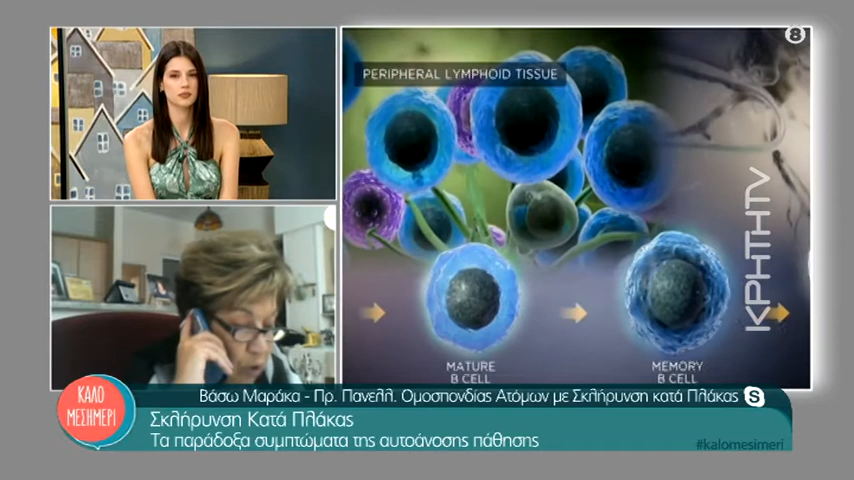 8
PERIPHERAL LYMPHOID TISSUE
ΚΡΗΤΗTV
MATURE
B CELL
MEMORY
B CELL
ΚΑΛΟ
ΜΕΣΗΜΕΡΙ
Βάσω Μαράκα - Πρ. Πανελλ. Ομοσπονδίας Ατόμων με Σκλήρυνση κατά Πλάκας
Σκλήρυνση Κατά Πλάκας
Τα παράδοξα συμπτώματα της αυτοάνοσης πάθησης
#kalomesimeri